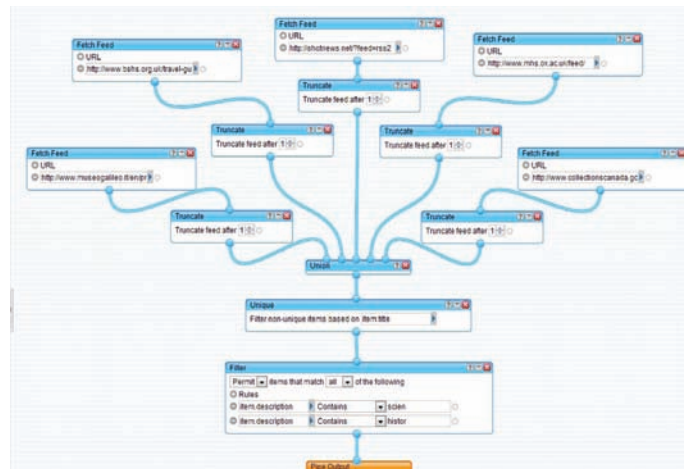 Fetch Feed
URL
http://shotnews.net/?feed=rss2
Fetch Feed
URL
http://www.bshs.org.uk/travel-gu
Fetch Feed
URL
http://www.mhs.ox.ac.uk/feed/
Truncate
Truncate feed after 1
Truncate
Truncate feed after 1
Truncate
Truncate feed after 1
Fetch Feed
URL
http://www.museogalileo.it/en/pr
Fetch Feed
URL
http://www.collectionscanada.gc
Truncate
Truncate feed after 1
Truncate
Truncate feed after 1
Union
Unique
Filter non-unique items based on item.title
Filter
Permit items that match all of the following
Rules
item.description Contains scien
item.description Contains histor
Pipe Output